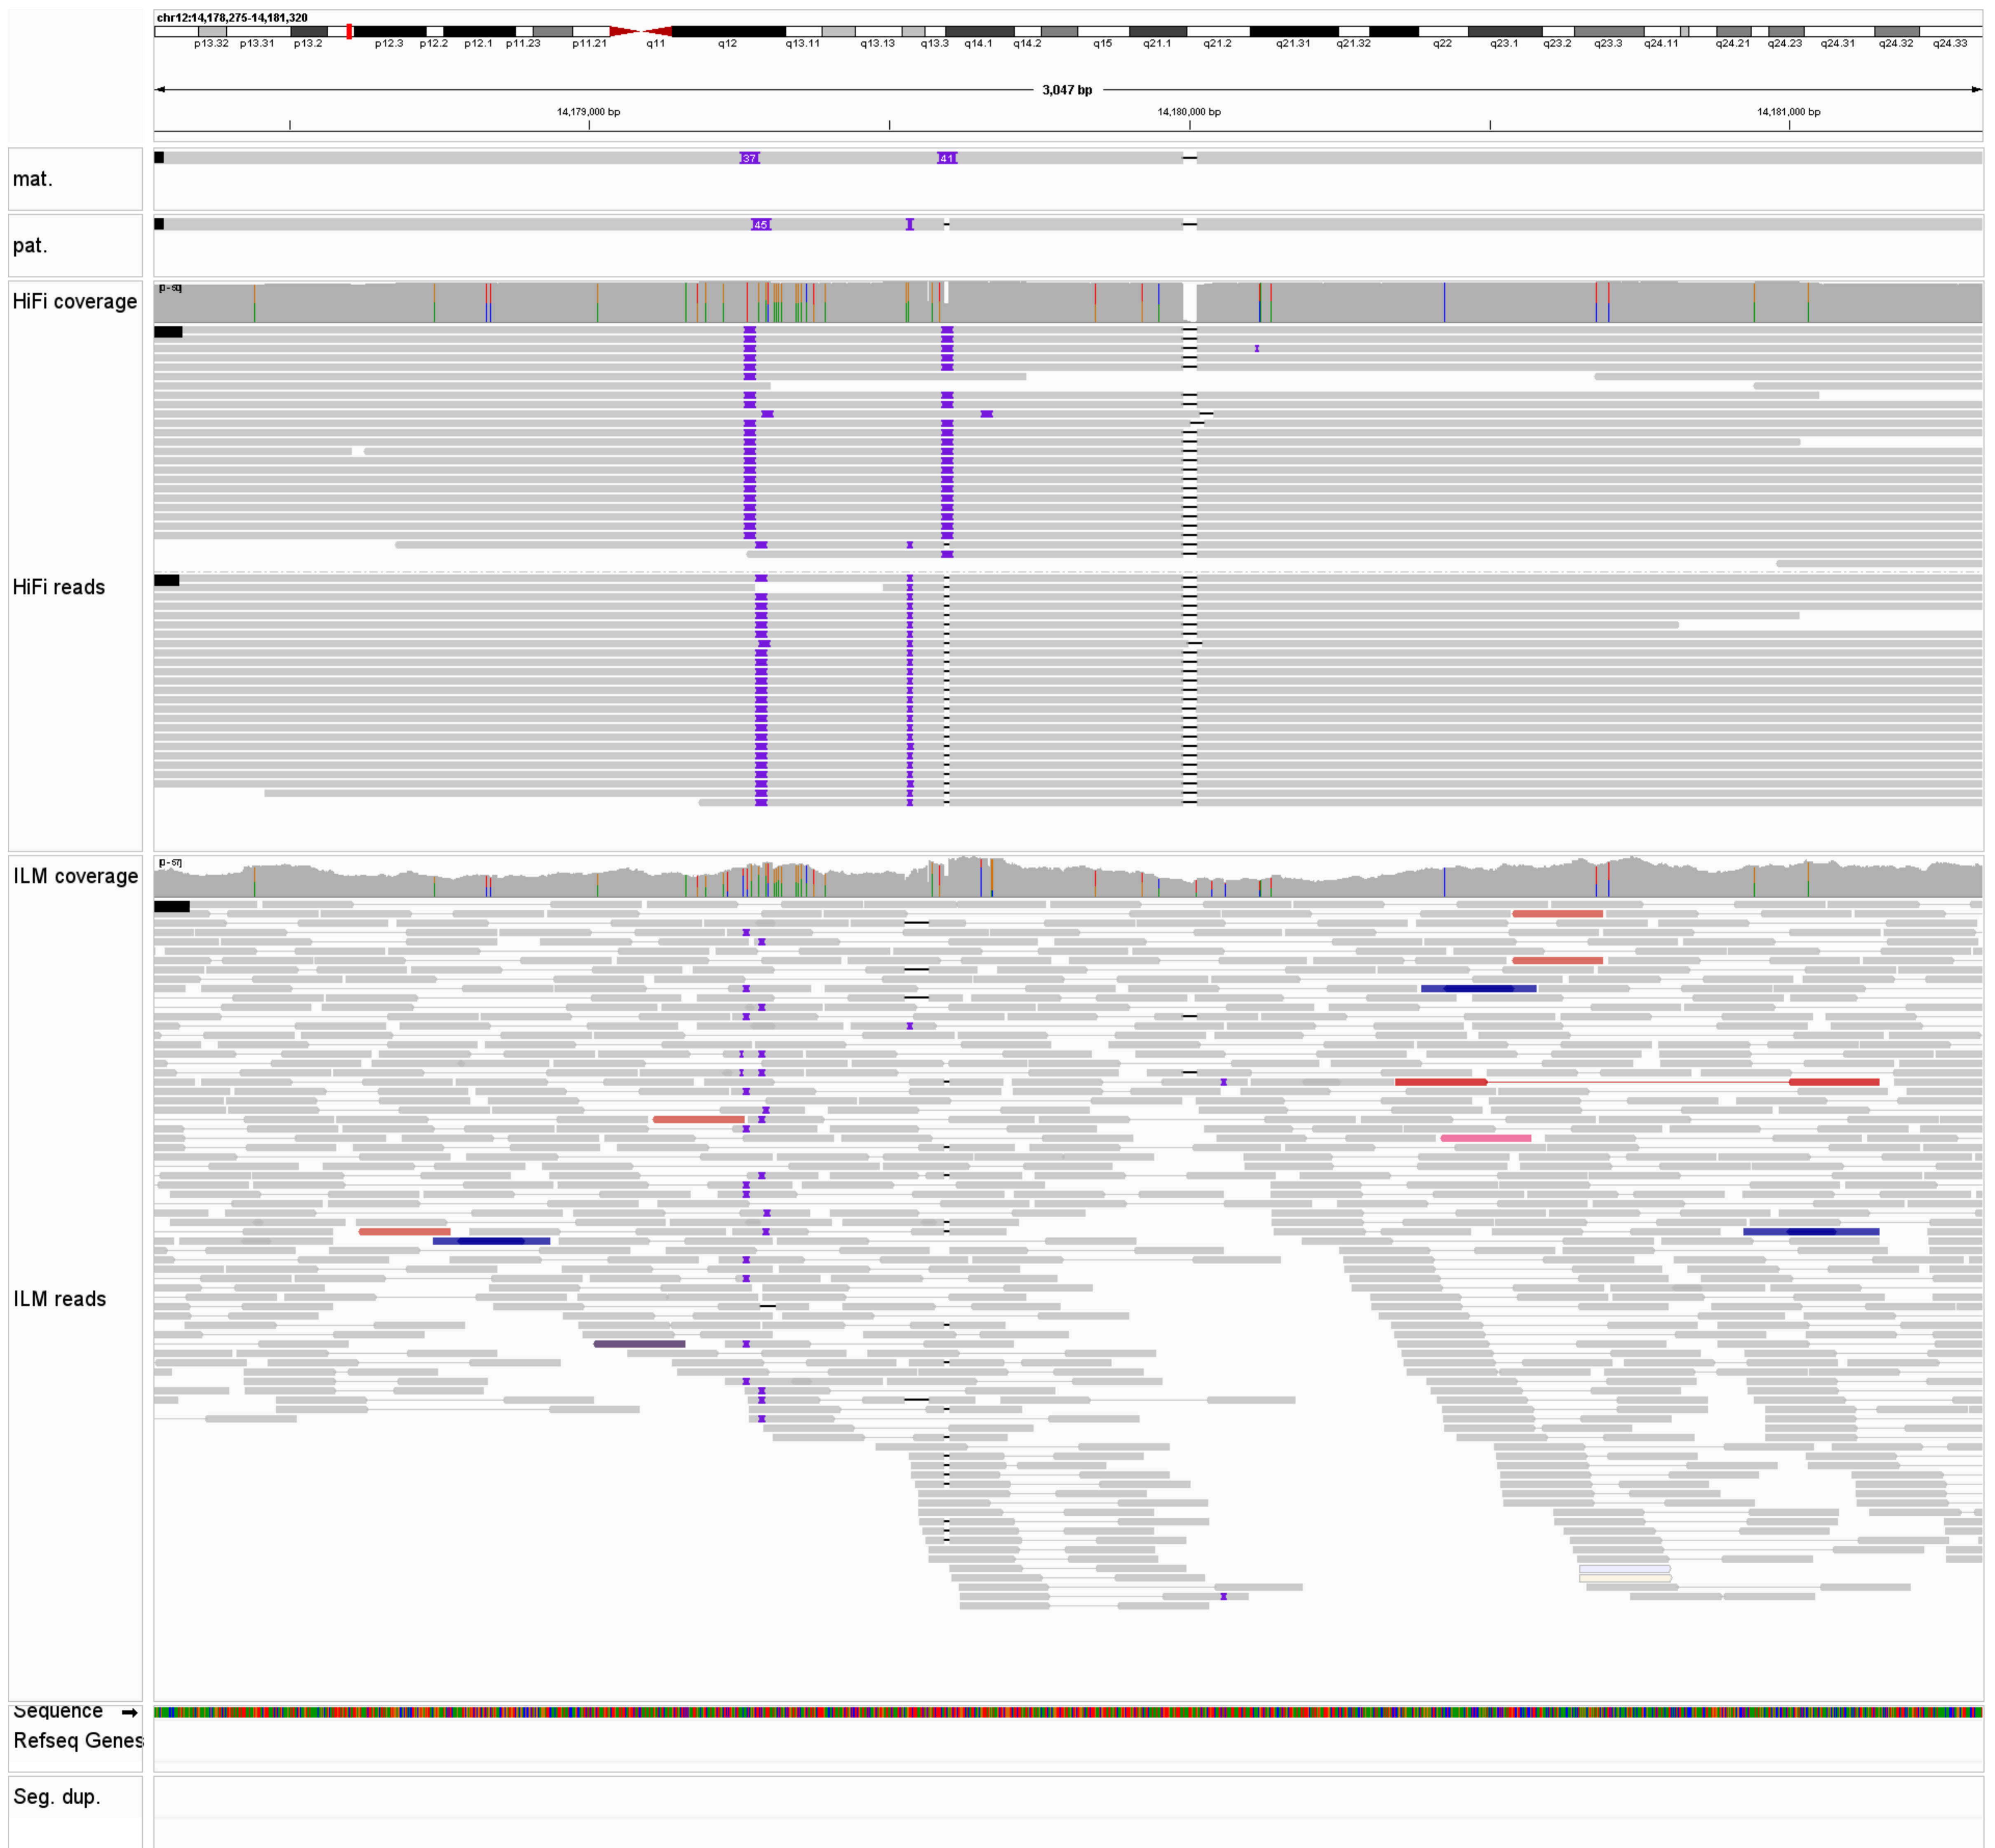 chr12:14,178,275-14,181,320
p13.32 p13.31 p13.2 p12.3 p12.2 p12.1 p11.23 p11.21 q11 q12 q13.11 q13.13 q13.3 q14.1 q14.2 q15 q21.1 q21.2 q21.31 q21.32 q22 q23.1 q23.2 q23.3 q24.11 q24.21 q24.23 q24.31 q24.32 q24.33
3,047 bp
14,179,000 bp 14,180,000 bp 14,181,000 bp
mat. 37 41
pat. 45
HiFi coverage [0 - 50]
HiFi reads
ILM coverage [0 - 57]
ILM reads
Sequence
Refseq Genes
Seg. dup.